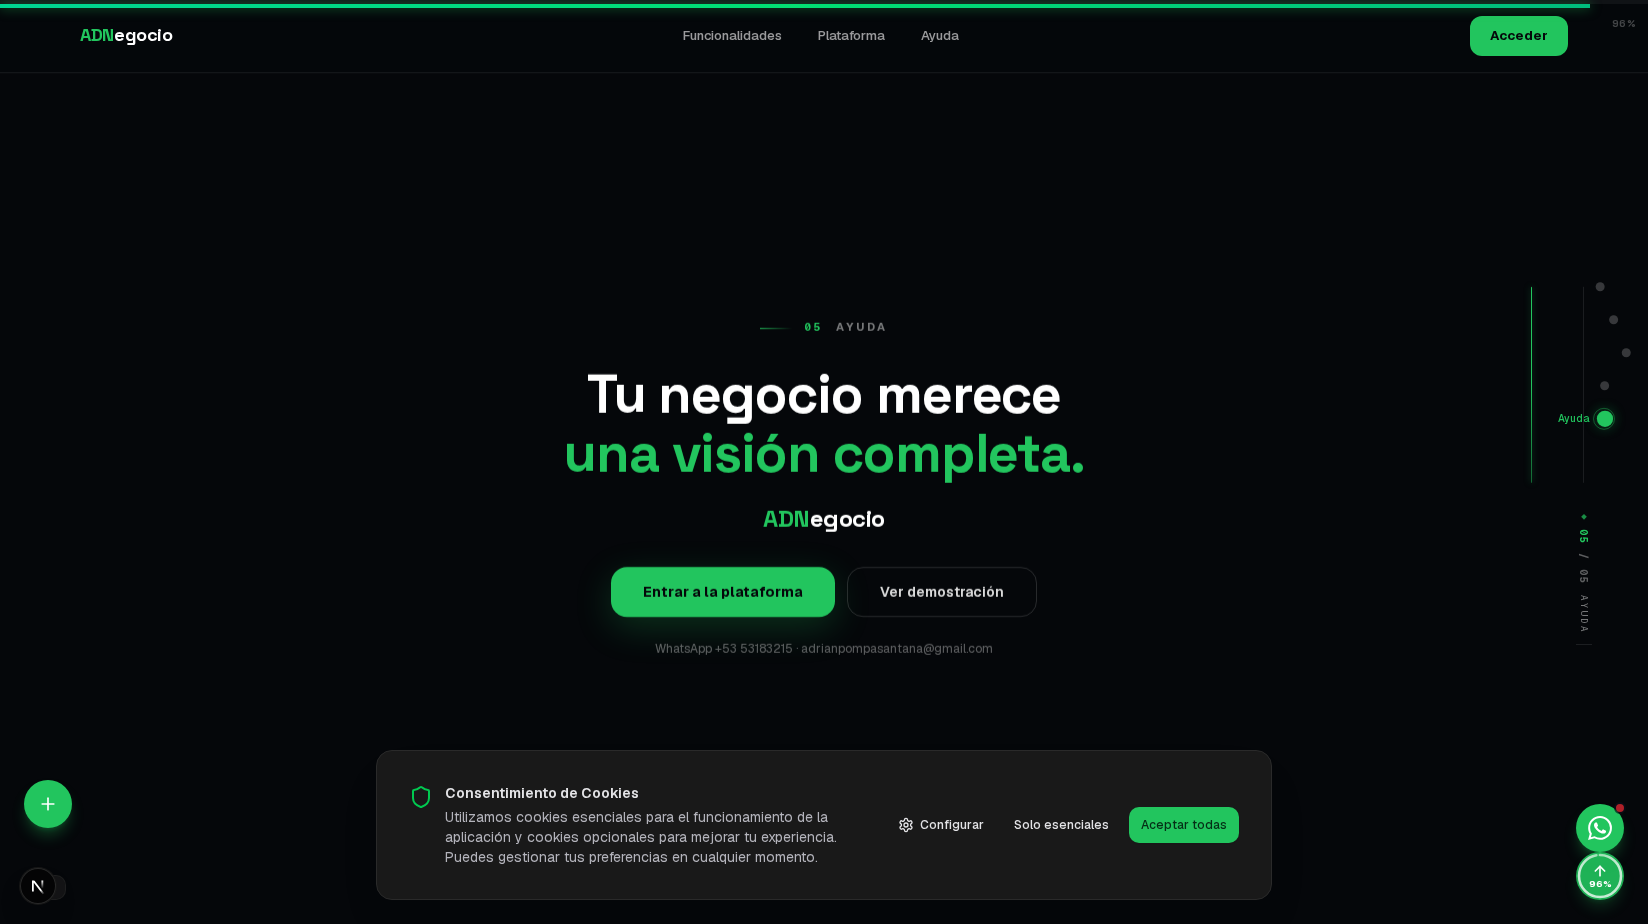 ADNegocio
Funcionalidades
Plataforma
Ayuda
Acceder
96%
05 AYUDA
Tu negocio merece
una visión completa.
ADNegocio
Entrar a la plataforma
Ver demostración
WhatsApp +53 53183215 · adrianpompasantana@gmail.com
Ayuda
05 / 05 AYUDA
Consentimiento de Cookies
Utilizamos cookies esenciales para el funcionamiento de la
aplicación y cookies opcionales para mejorar tu experiencia.
Puedes gestionar tus preferencias en cualquier momento.
Configurar
Solo esenciales
Aceptar todas
N
96%